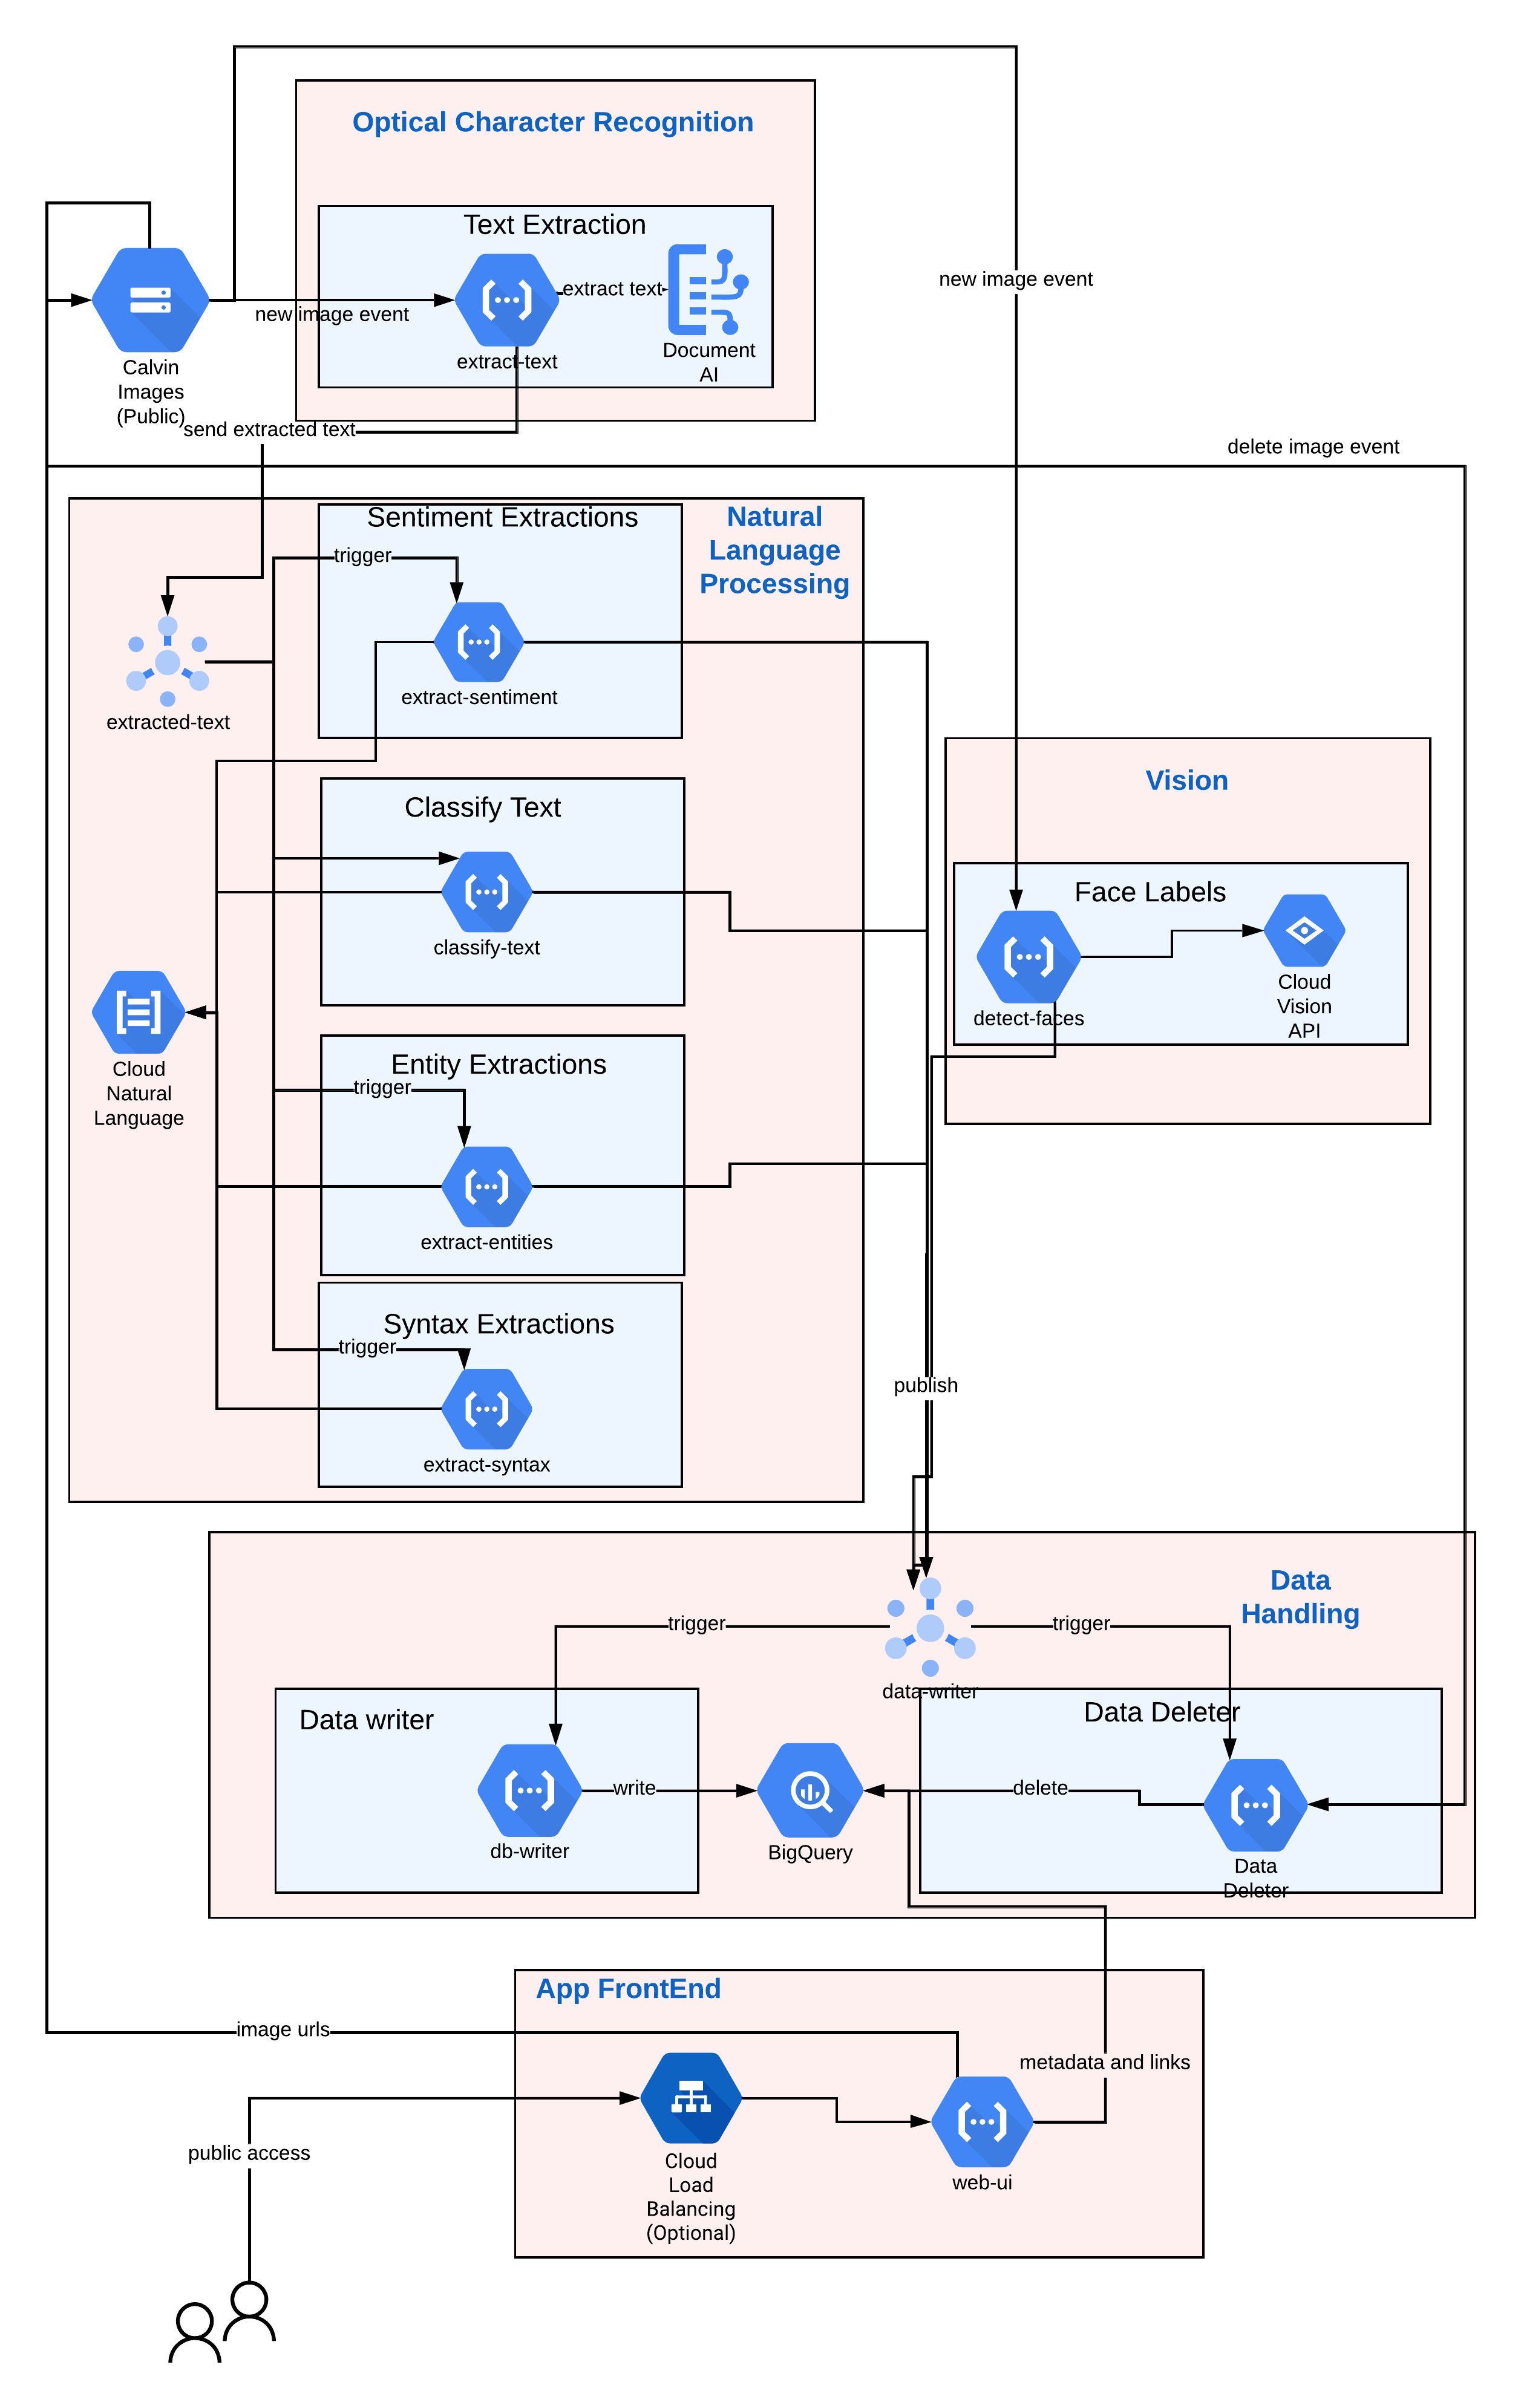 Optical Character Recognition
Text Extraction
extract text
new image event
new image event
extract-text
Document
AI
Calvin
Images
(Public)
send extracted text
delete image event
Sentiment Extractions
Natural
Language
Processing
trigger
extract-sentiment
extracted-text
Vision
Classify Text
Face Labels
classify-text
Cloud
Vision
API
detect-faces
Entity Extractions
Cloud
Natural
Language
trigger
extract-entities
Syntax Extractions
trigger
publish
extract-syntax
Data
Handling
trigger
trigger
data-writer
Data writer
Data Deleter
write
delete
db-writer
BigQuery
Data
Deleter
App FrontEnd
image urls
metadata and links
public access
Cloud
Load
Balancing
(Optional)
web-ui